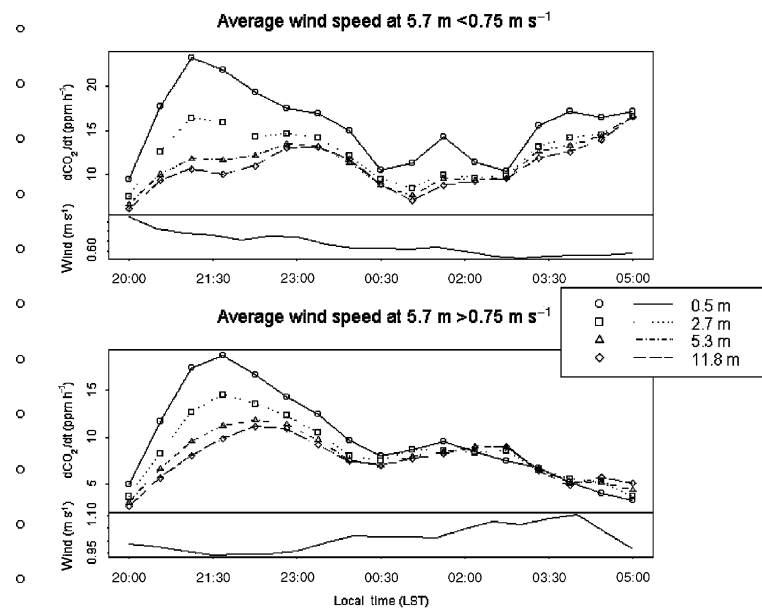 Average wind speed at 5.7 m <0.75 m s⁻¹
dCO₂/dt (ppm h⁻¹)
20
15
10
Wind (m s⁻¹)
0.60
20:00 21:30 23:00 00:30 02:00 03:30 05:00
0.5 m
2.7 m
5.3 m
11.8 m
Average wind speed at 5.7 m >0.75 m s⁻¹
dCO₂/dt (ppm h⁻¹)
15
10
5
Wind (m s⁻¹)
1.10
0.95
20:00 21:30 23:00 00:30 02:00 03:30 05:00
Local time (LST)